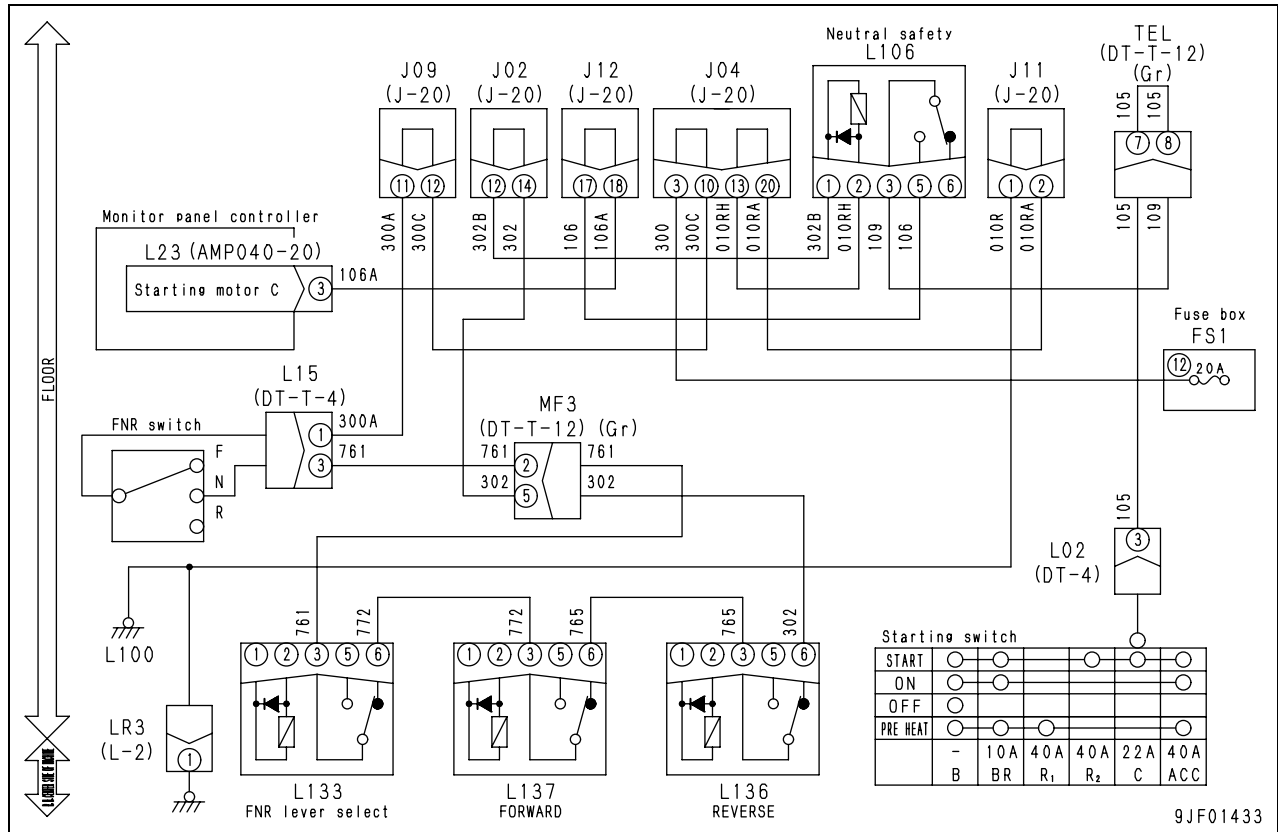 Neutral safety
L106
TEL
(DT-T-12)
(Gr)
J09
(J-20)
J02
(J-20)
J12
(J-20)
J04
(J-20)
J11
(J-20)
105 105
7 8
11 12
12 14
17 18
3 10 13 20
1 2 3 5 6
1 2
300A 300C
302B 302
106 106A
300 300C 010RH 010RA
302B 010RH 109 106
010R 010RA
105 109
Monitor panel controller
L23 (AMP040-20)
Starting motor C
3
106A
Fuse box
FS1
12
20A
FLOOR
L15
(DT-T-4)
FNR switch
F
N
R
1
300A
3
761
MF3
(DT-T-12) (Gr)
761 2 761
302 5 302
105
3
L02
(DT-4)
L100
LR3
(L-2)
1
761 772
772 765
765 302
1 2 3 5 6
1 2 3 5 6
1 2 3 5 6
L133
FNR lever select
L137
FORWARD
L136
REVERSE
Starting switch
START
ON
OFF
PRE HEAT
- 10A 40A 40A 22A 40A
B BR R₁ R₂ C ACC
9JF01433